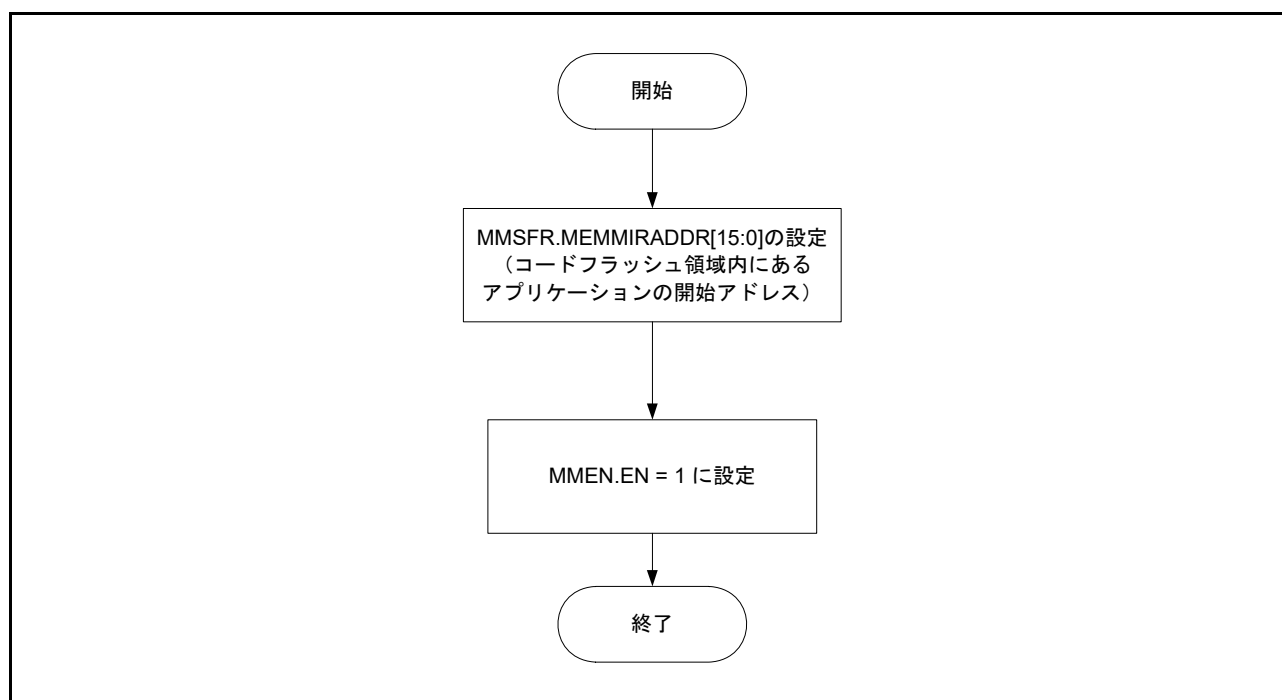 開始
MMSFR.MEMMIRADDR[15:0]の設定
（コードフラッシュ領域内にある
アプリケーションの開始アドレス）
MMEN.EN = 1 に設定
終了